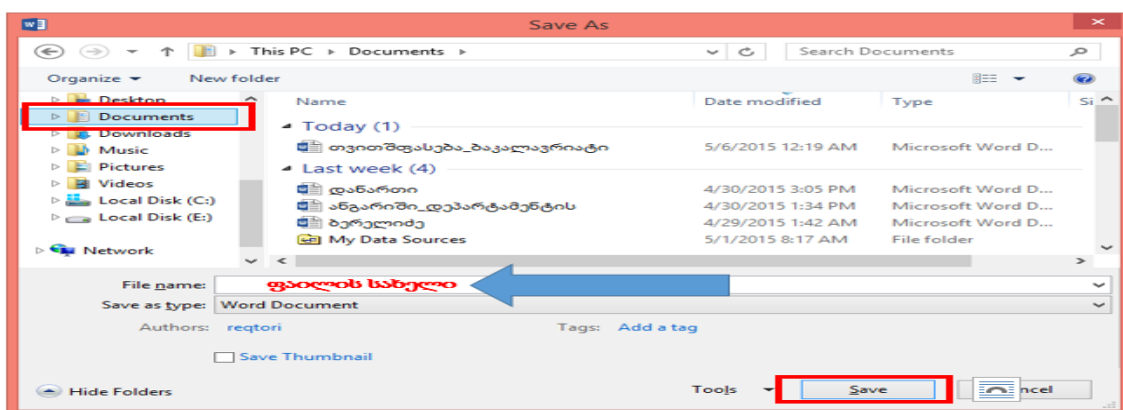 Save As
This PC Documents
Search Documents
Organize New folder
Name Date modified Type Si
Desktop
Documents
Downloads
Music
Pictures
Videos
Local Disk (C:)
Local Disk (E:)
Network
Today (1)
თვითშფასება_ბაკალავრიატი 5/6/2015 12:19 AM Microsoft Word D...
Last week (4)
დანართი 4/30/2015 3:05 PM Microsoft Word D...
ანგარიში_დეპარტამენტის 4/30/2015 1:34 PM Microsoft Word D...
ბერელიძე 4/29/2015 1:42 AM Microsoft Word D...
My Data Sources 5/1/2015 8:17 AM File folder
File name: ფაილის სახელი
Save as type: Word Document
Authors: reqtori Tags: Add a tag
Save Thumbnail
Hide Folders Tools Save ncel